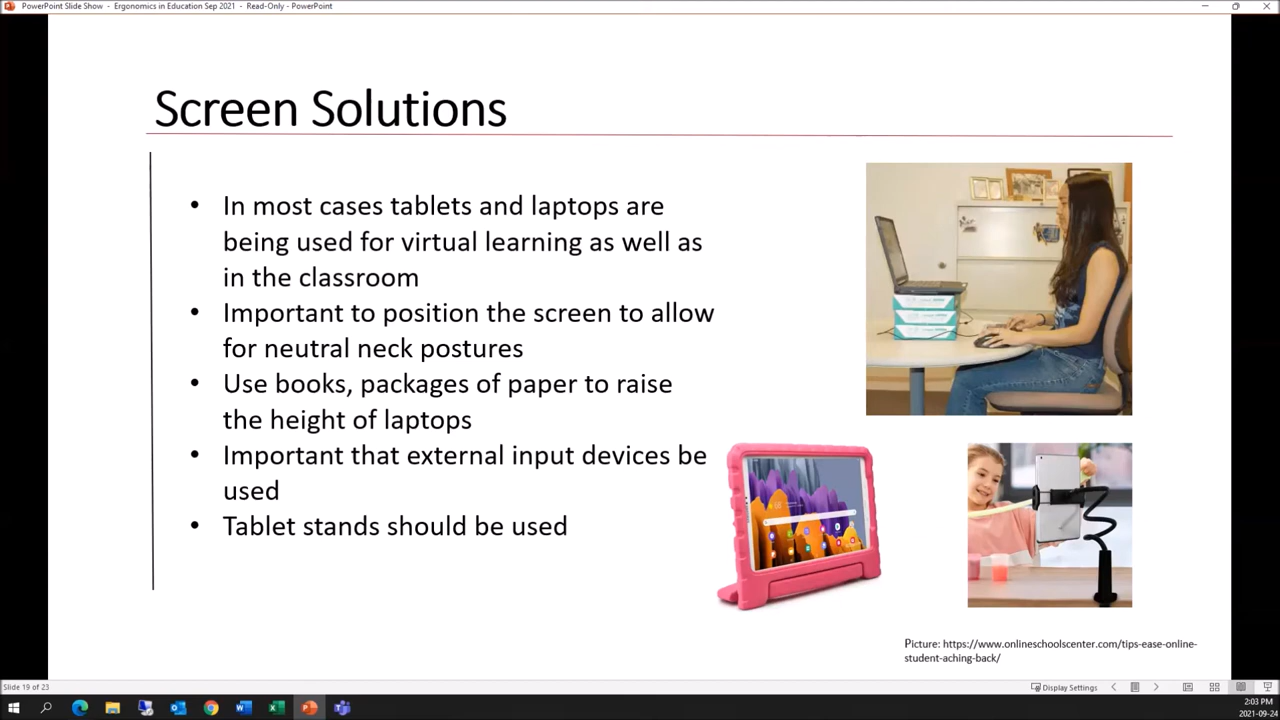 PowerPoint Slide Show - Ergonomics in Education Sep 2021 - Read-Only - PowerPoint
Screen Solutions
• In most cases tablets and laptops are
being used for virtual learning as well as
in the classroom
• Important to position the screen to allow
for neutral neck postures
• Use books, packages of paper to raise
the height of laptops
• Important that external input devices be
used
• Tablet stands should be used
Picture: https://www.onlineschoolscenter.com/tips-ease-online-
student-aching-back/
Slide 19 of 23
Display Settings
2:03 PM
2021-09-24